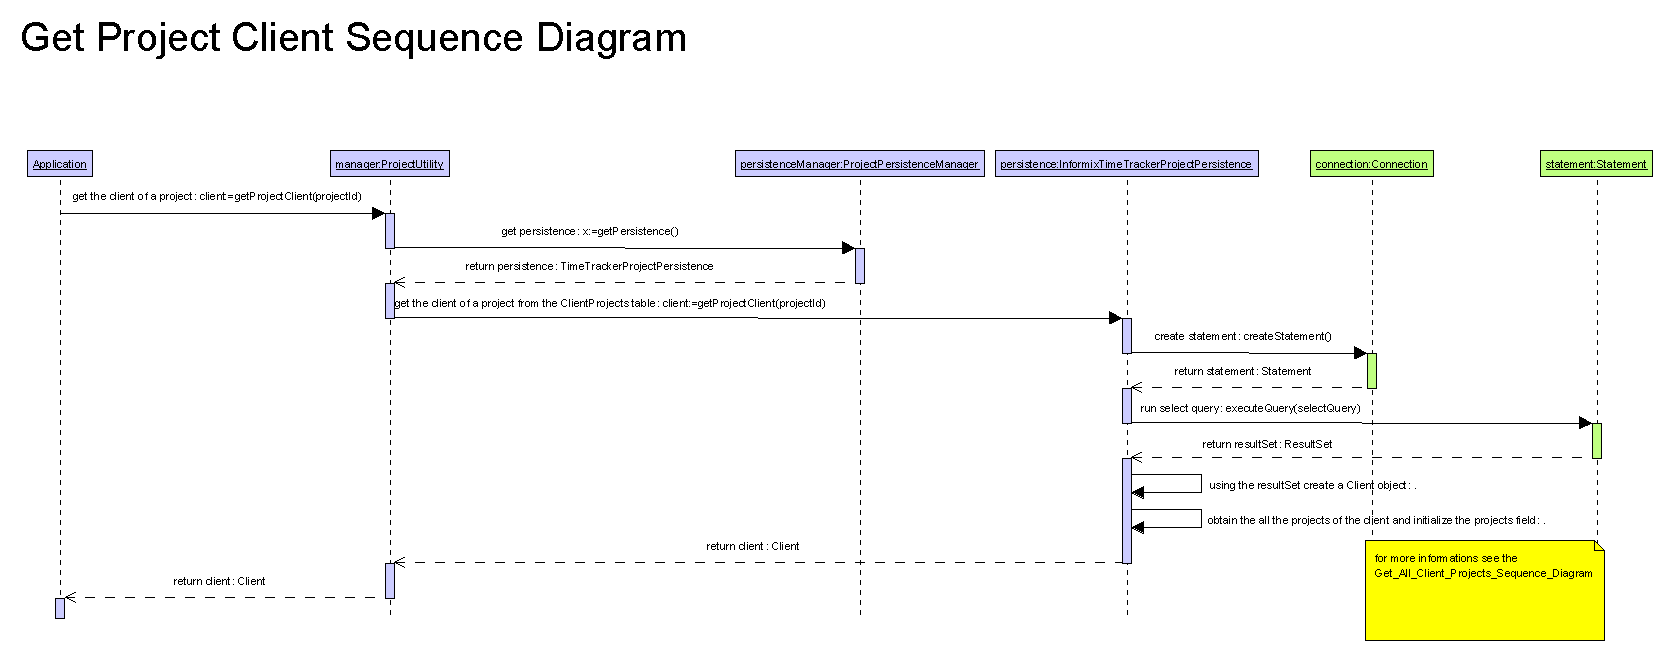 Get Project Client Sequence Diagram
Application
manager:ProjectUtility
persistenceManager:ProjectPersistenceManager
persistence:InformixTimeTrackerProjectPersistence
connection:Connection
statement:Statement
get the client of a project : client:=getProjectClient(projectId)
get persistence : x:=getPersistence()
return persistence : TimeTrackerProjectPersistence
get the client of a project from the ClientProjects table : client:=getProjectClient(projectId)
create statement : createStatement()
return statement : Statement
run select query : executeQuery(selectQuery)
return resultSet : ResultSet
using the resultSet create a Client object : .
obtain the all the projects of the client and initialize the projects field : .
return client : Client
for more informations see the
Get_All_Client_Projects_Sequence_Diagram
return client : Client